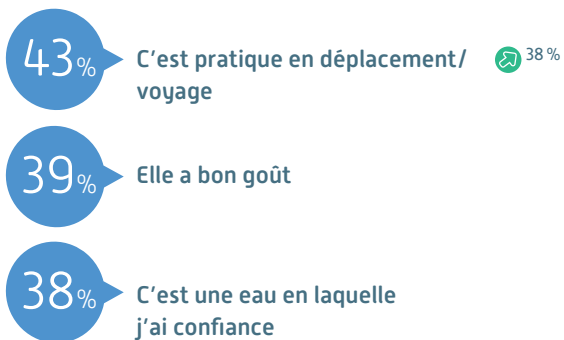 43%
C'est pratique en déplacement/
voyage
38 %
39%
Elle a bon goût
38%
C'est une eau en laquelle
j'ai confiance